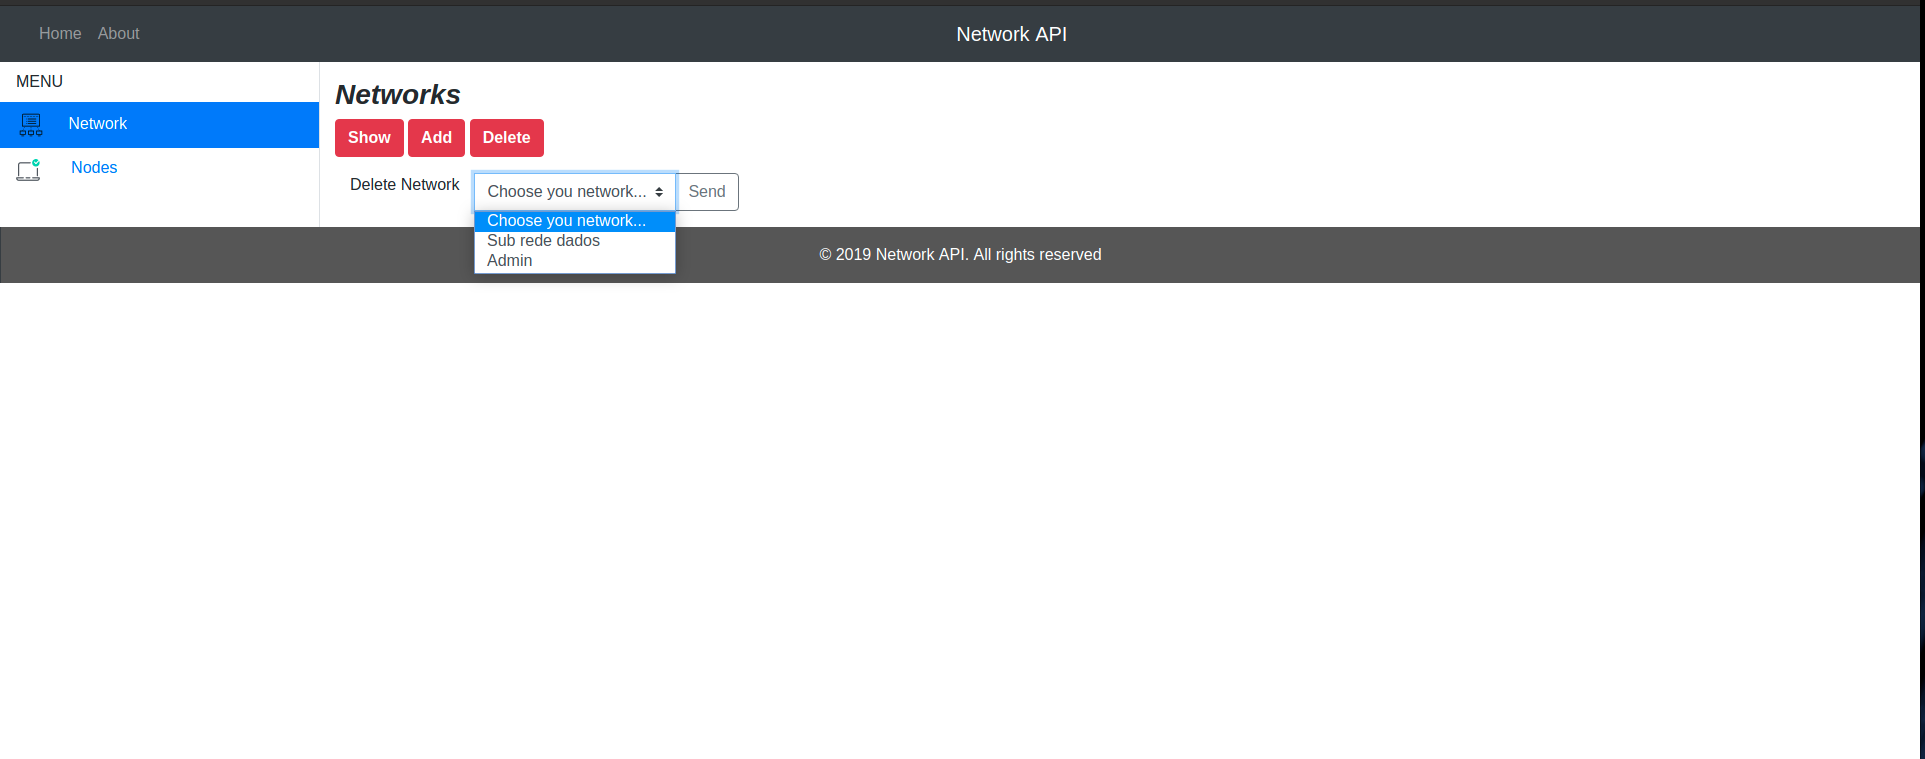 Home About Network API
MENU
Network
Nodes
Networks
Show Add Delete
Delete Network Choose you network... Send
Choose you network...
Sub rede dados
Admin
© 2019 Network API. All rights reserved